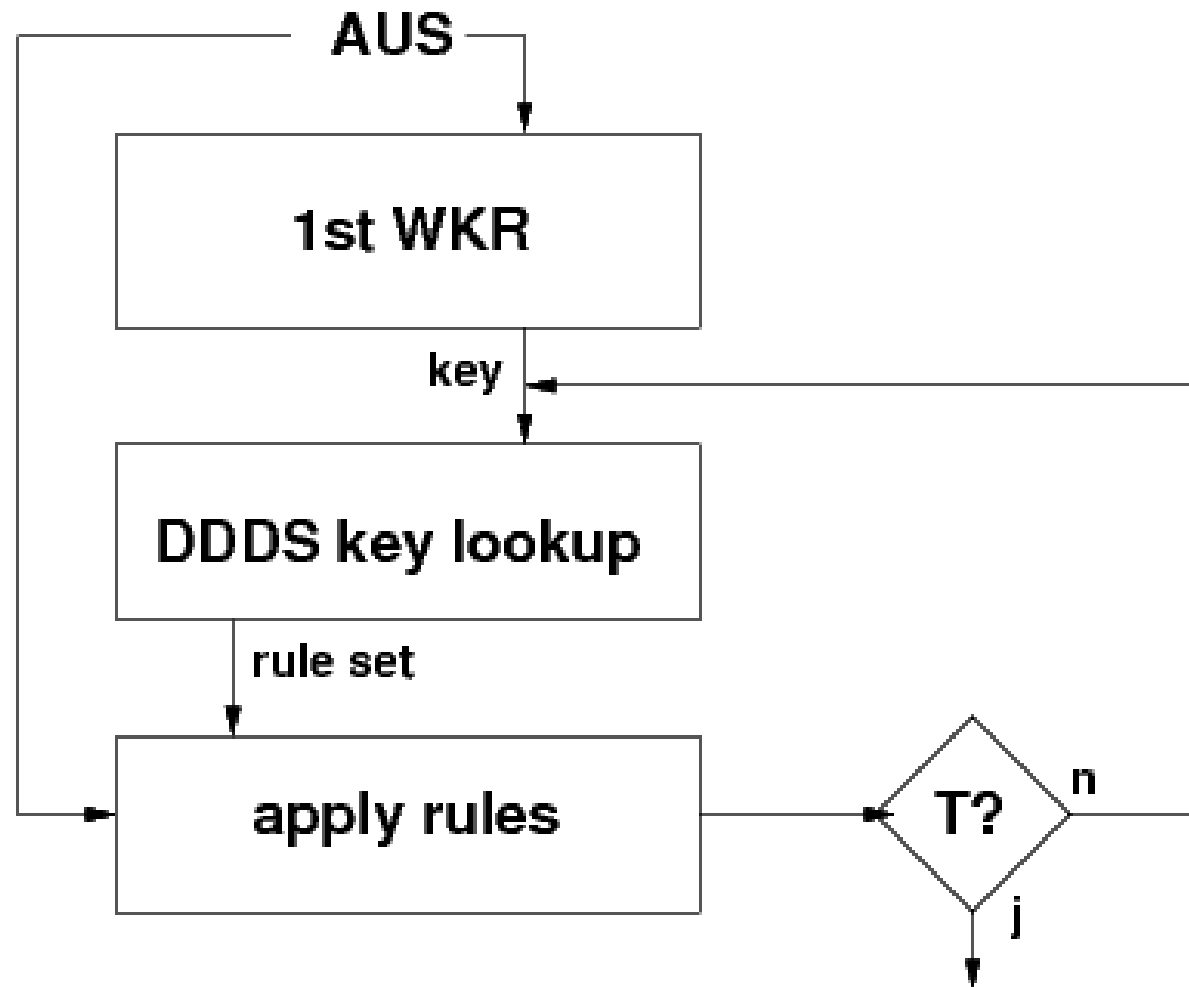 AUS
1st WKR
key
DDDS key lookup
rule set
apply rules
T?
n
j